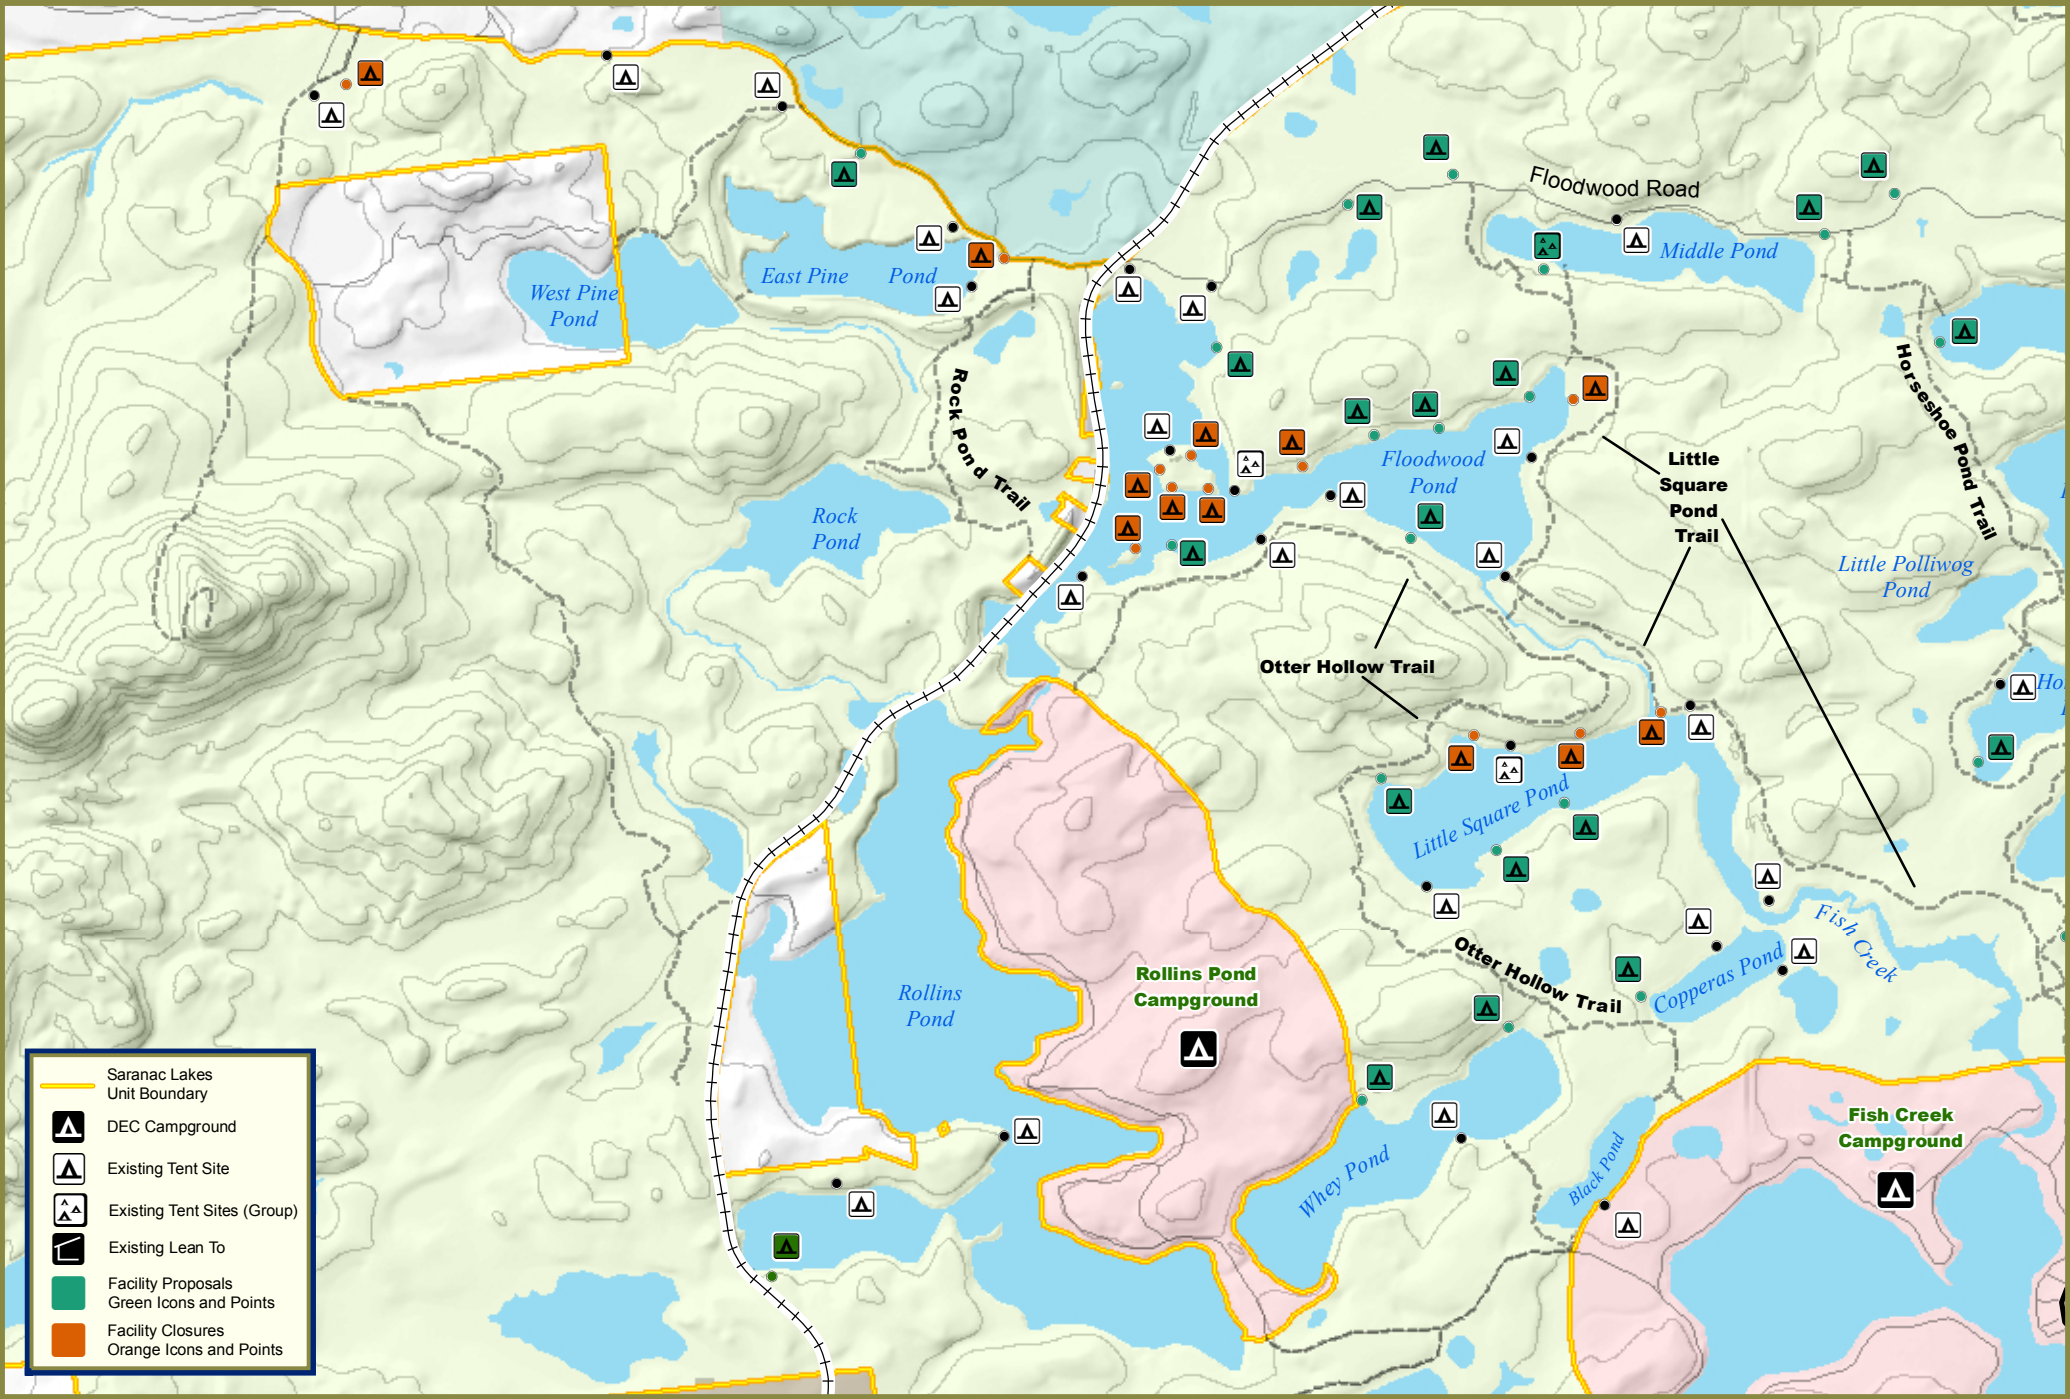 Floodwood Road
Middle Pond
East Pine Pond
West Pine
Pond
Rock Pond Trail
Horseshoe Pond Trail
Floodwood
Pond
Little
Square
Pond
Trail
Rock
Pond
Little Polliwog
Pond
Otter Hollow Trail
Ho
Little Square Pond
Fish Creek
Otter Hollow Trail
Copperas Pond
Rollins Pond
Campground
Rollins
Pond
Whey Pond
Black Pond
Fish Creek
Campground
Saranac Lakes
Unit Boundary
DEC Campground
Existing Tent Site
Existing Tent Sites (Group)
Existing Lean To
Facility Proposals
Green Icons and Points
Facility Closures
Orange Icons and Points